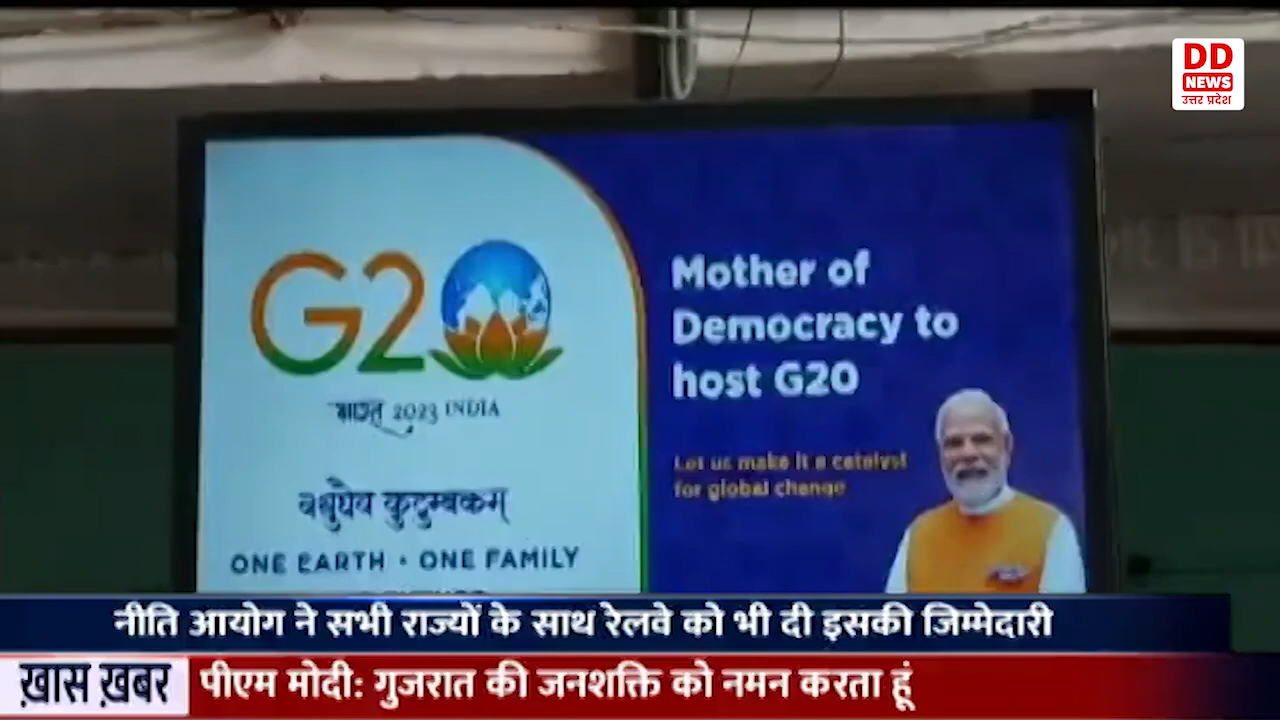 DD
NEWS
उत्तर प्रदेश
G20
भारत 2023 INDIA
वसुधैव कुटुम्बकम्
ONE EARTH • ONE FAMILY
Mother of
Democracy to
host G20
Let us make it a catalyst
for global change
नीति आयोग ने सभी राज्यों के साथ रेलवे को भी दी इसकी जिम्मेदारी
ख़ास ख़बर
पीएम मोदी: गुजरात की जनशक्ति को नमन करता हूं